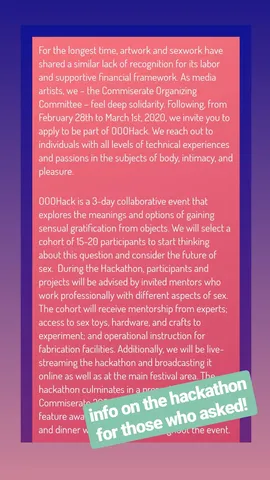 For the longest time, artwork and sexwork have
shared a similar lack of recognition for its labor
and supportive financial framework. As media
artists, we – the Commiserate Organizing
Committee – feel deep solidarity. Following, from
February 28th to March 1st, 2020, we invite you to
apply to be part of OOOHack. We reach out to
individuals with all levels of technical experiences
and passions in the subjects of body, intimacy, and
pleasure.
OOOHack is a 3-day collaborative event that
explores the meanings and options of gaining
sensual gratification from objects. We will select a
cohort of 15-20 participants to start thinking
about this question and consider the future of
sex. During the Hackathon, participants and
projects will be advised by invited mentors who
work professionally with different aspects of sex.
The cohort will receive mentorship from experts;
access to sex toys, hardware, and crafts to
experiment; and operational instruction for
fabrication facilities. Additionally, we will be live-
streaming the hackathon and broadcasting it
online as well as at the main festival area. The
hackathon culminates in a
Commiserate
feature
and dinner out the event.
info on the hackathon
for those who asked!